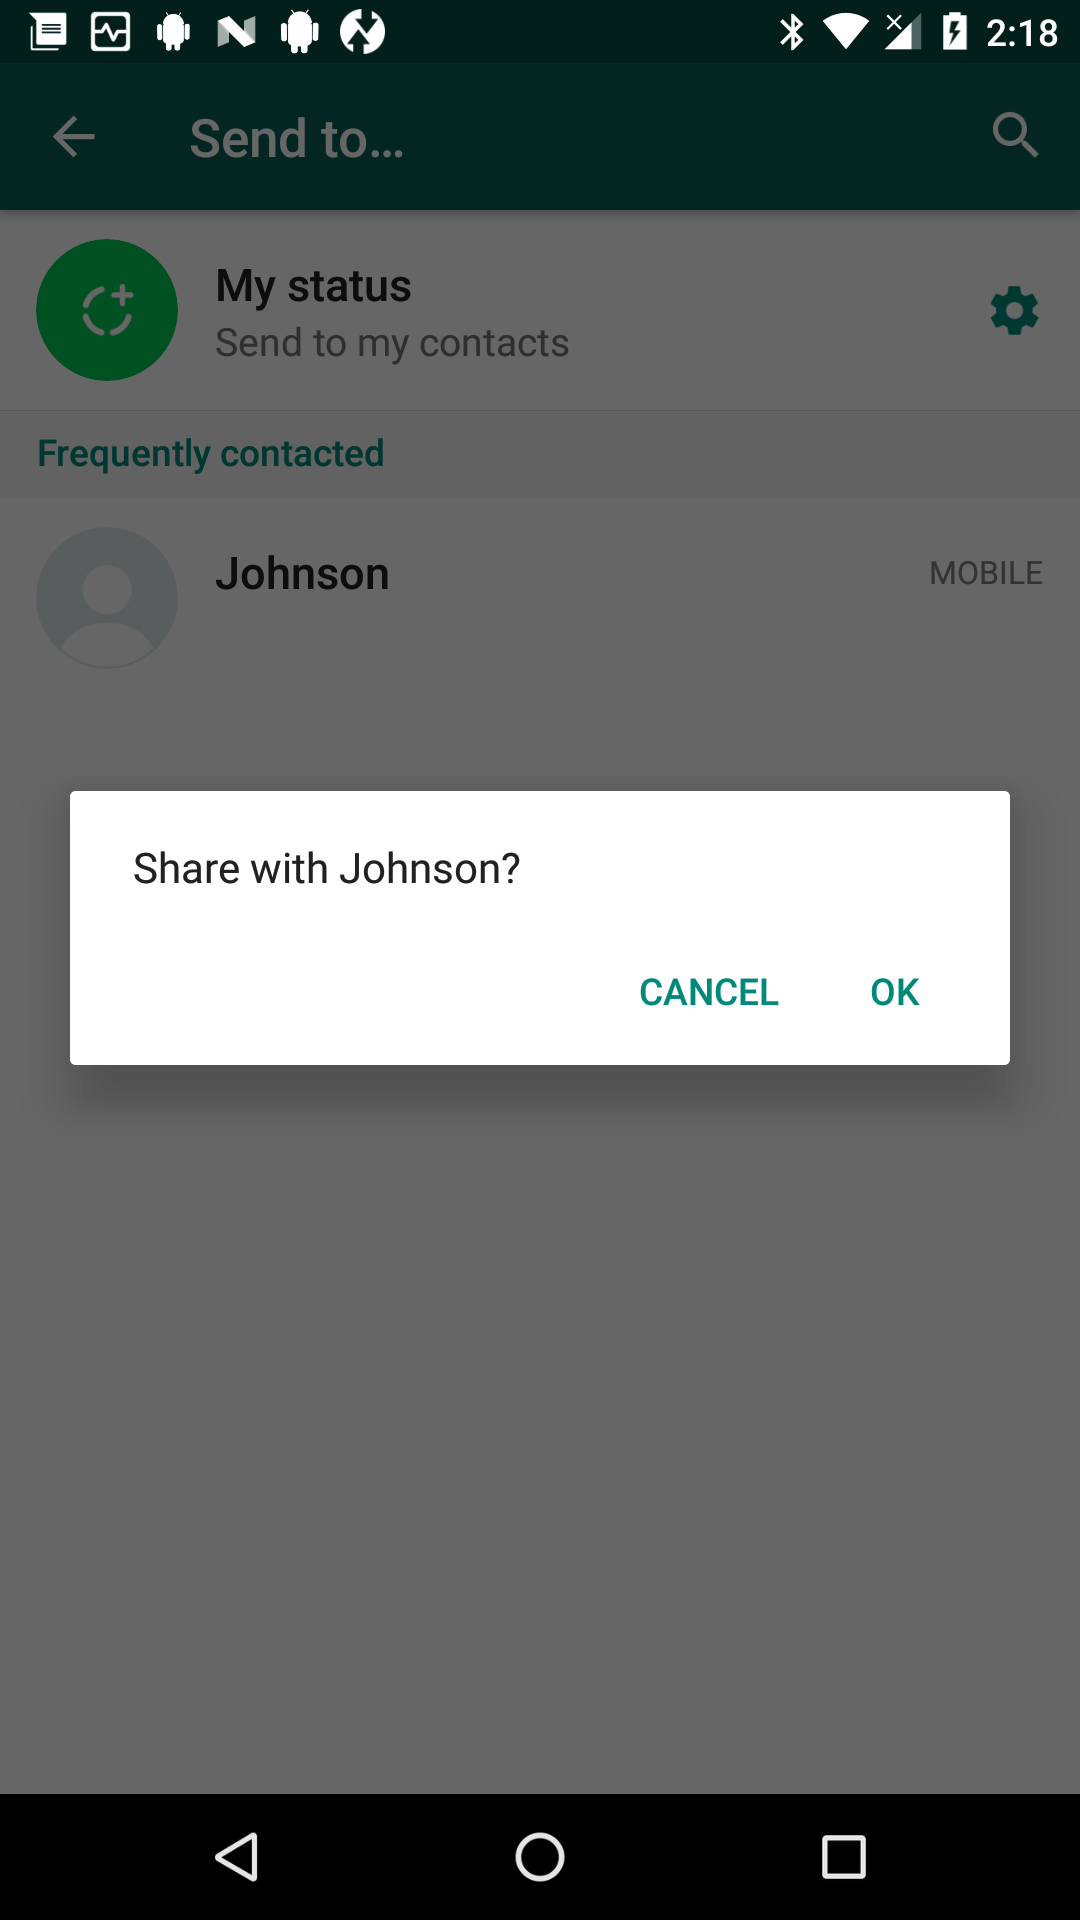 2:18
Send to...
My status
Send to my contacts
Frequently contacted
Johnson
MOBILE
Share with Johnson?
CANCEL OK